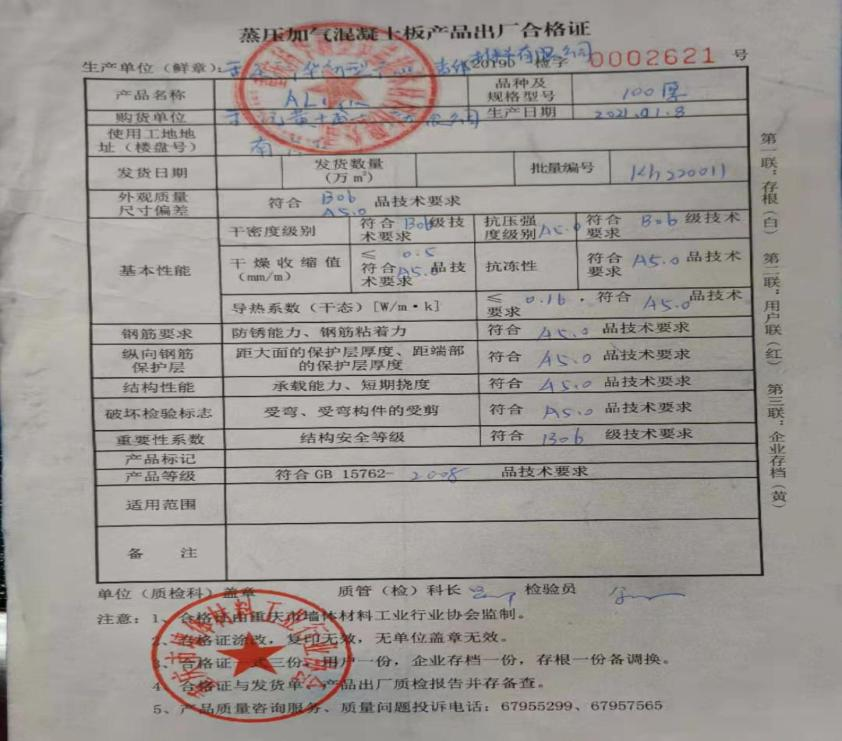 蒸压加气混凝土板产品出厂合格证
生产单位（鲜章）： 2019b 检字 0002621 号
产品名称 品种及规格型号 100厚
购货单位 生产日期 2021.01.8
使用工地地址（楼盘号） 南
发货日期 发货数量（万m³） 批量编号 Kh220011
外观质量尺寸偏差 符合 B06 A5.0 品技术要求
基本性能
干密度级别 符合 B06 级技术要求 抗压强度级别 A5.0 符合 B06 级技术要求
干燥收缩值（mm/m） ≤ 0.5 符合 A5.0 品技术要求 抗冻性 符合 A5.0 品技术要求
导热系数（干态）[W/m·k] ≤ 0.16 ，符合 A5.0 品技术要求
钢筋要求 防锈能力、钢筋粘着力 符合 A5.0 品技术要求
纵向钢筋保护层 距大面的保护层厚度、距端部的保护层厚度 符合 A5.0 品技术要求
结构性能 承载能力、短期挠度 符合 A5.0 品技术要求
破坏检验标志 受弯、受弯构件的受剪 符合 A5.0 品技术要求
重要性系数 结构安全等级 符合 B06 级技术要求
产品标记
产品等级 符合GB 15762- 2008 品技术要求
适用范围
备 注
单位（质检科）盖章 质管（检）科长 检验员
注意：1、合格证由重庆市墙体材料工业行业协会监制。
2、合格证涂改，复印无效，无单位盖章无效。
3、合格证一式三份，用户一份，企业存档一份，存根一份备调换。
4、合格证与发货单、产品出厂质检报告并存备查。
5、产品质量咨询服务、质量问题投诉电话：67955299、67957565
第一联：存根（白） 第二联：用户联（红） 第三联：企业存档（黄）